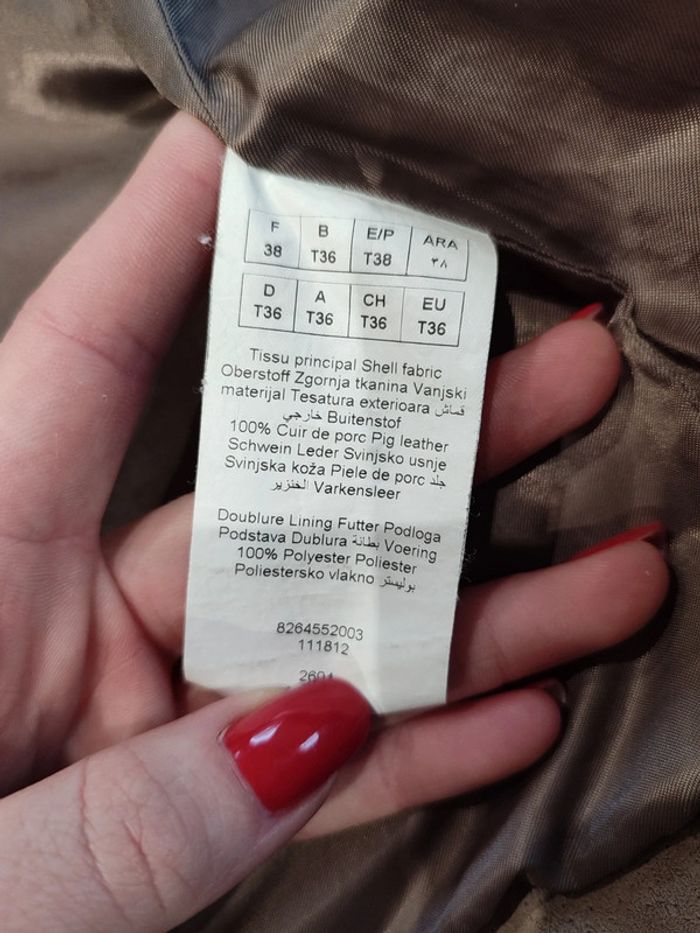 F B E/P ARA
38 T36 T38 ٣٨
D A CH EU
T36 T36 T36 T36
Tissu principal Shell fabric
Oberstoff Zgornja tkanina Vanjski
materijal Tesatura exterioara قماش
خارجي Buitenstof
100% Cuir de porc Pig leather
Schwein Leder Svinjsko usnje
Svinjska koža Piele de porc جلد
الخنزير Varkensleer
Doublure Lining Futter Podloga
Podstava Dublura بطانة Voering
100% Polyester Poliester
Poliestersko vlakno بوليستر
8264552003
111812